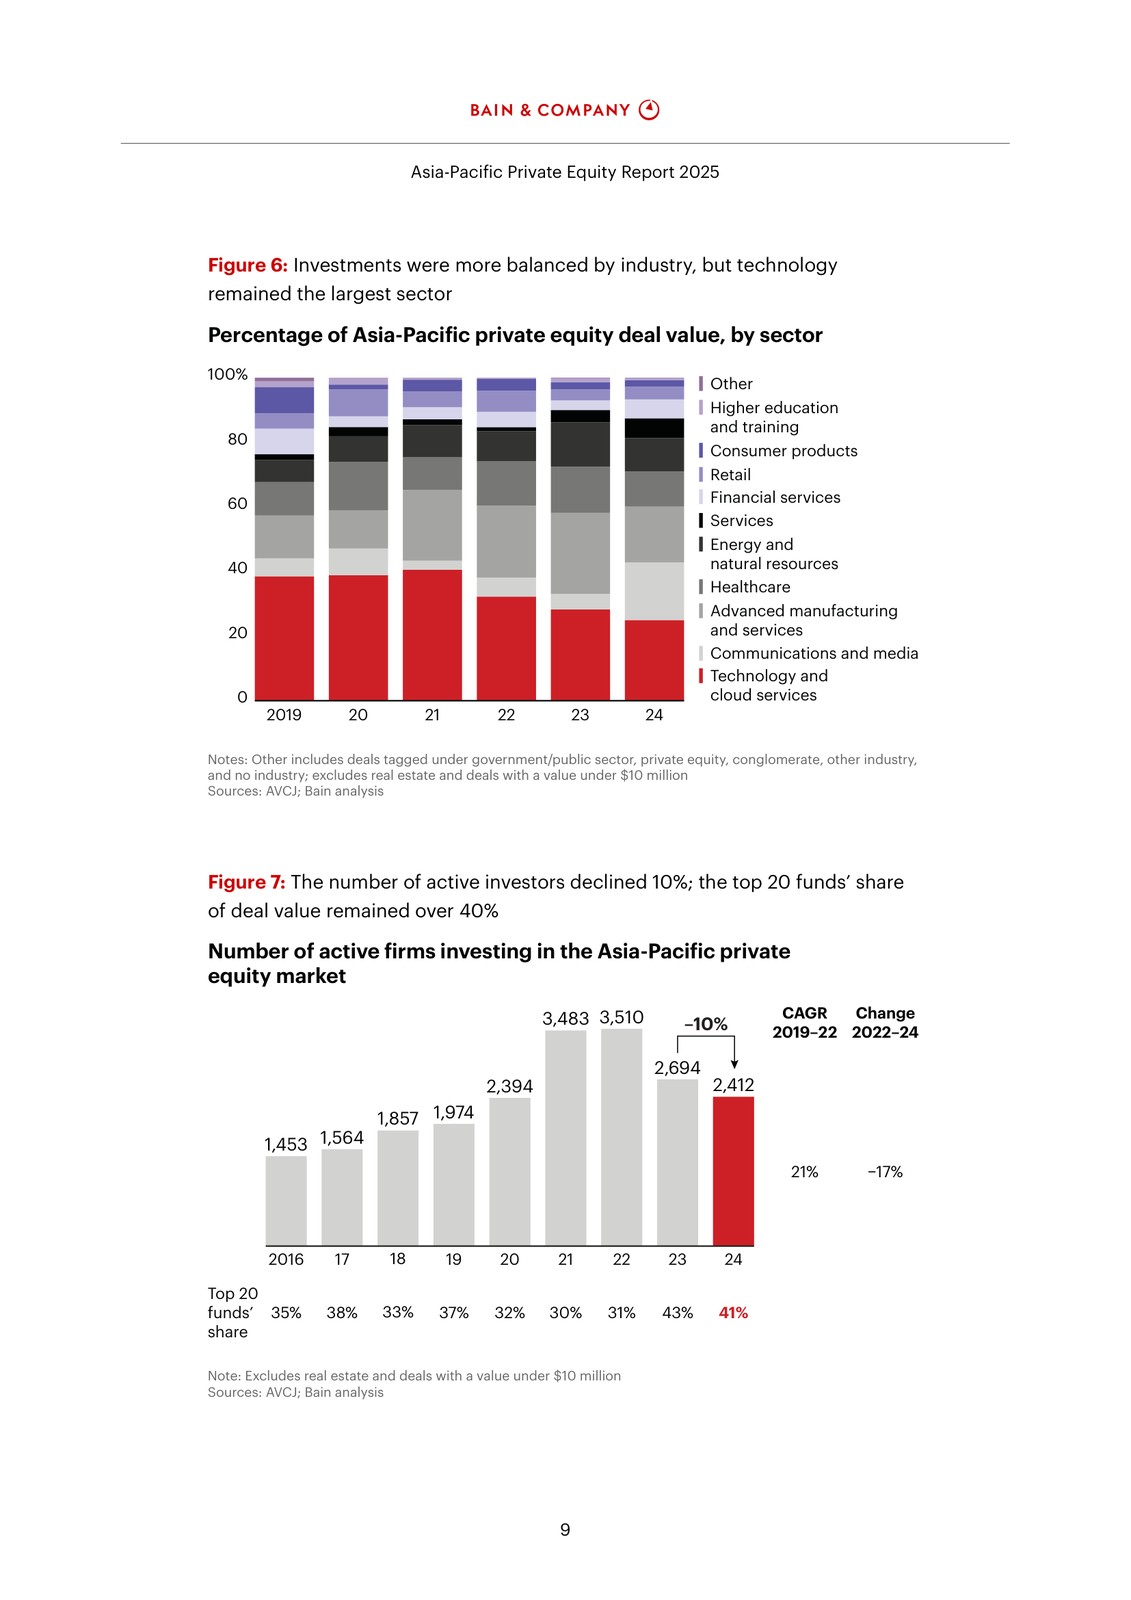 BAIN & COMPANY
Asia-Pacific Private Equity Report 2025
Figure 6: Investments were more balanced by industry, but technology
remained the largest sector
Percentage of Asia-Pacific private equity deal value, by sector
100%
80
60
40
20
0
2019 20 21 22 23 24
Other
Higher education
and training
Consumer products
Retail
Financial services
Services
Energy and
natural resources
Healthcare
Advanced manufacturing
and services
Communications and media
Technology and
cloud services
Notes: Other includes deals tagged under government/public sector, private equity, conglomerate, other industry,
and no industry; excludes real estate and deals with a value under $10 million
Sources: AVCJ; Bain analysis
Figure 7: The number of active investors declined 10%; the top 20 funds’ share
of deal value remained over 40%
Number of active firms investing in the Asia-Pacific private
equity market
1,453 1,564 1,857 1,974 2,394 3,483 3,510 2,694 2,412
–10%
CAGR
2019–22
Change
2022–24
21% –17%
2016 17 18 19 20 21 22 23 24
Top 20
funds’
share
35% 38% 33% 37% 32% 30% 31% 43% 41%
Note: Excludes real estate and deals with a value under $10 million
Sources: AVCJ; Bain analysis
9